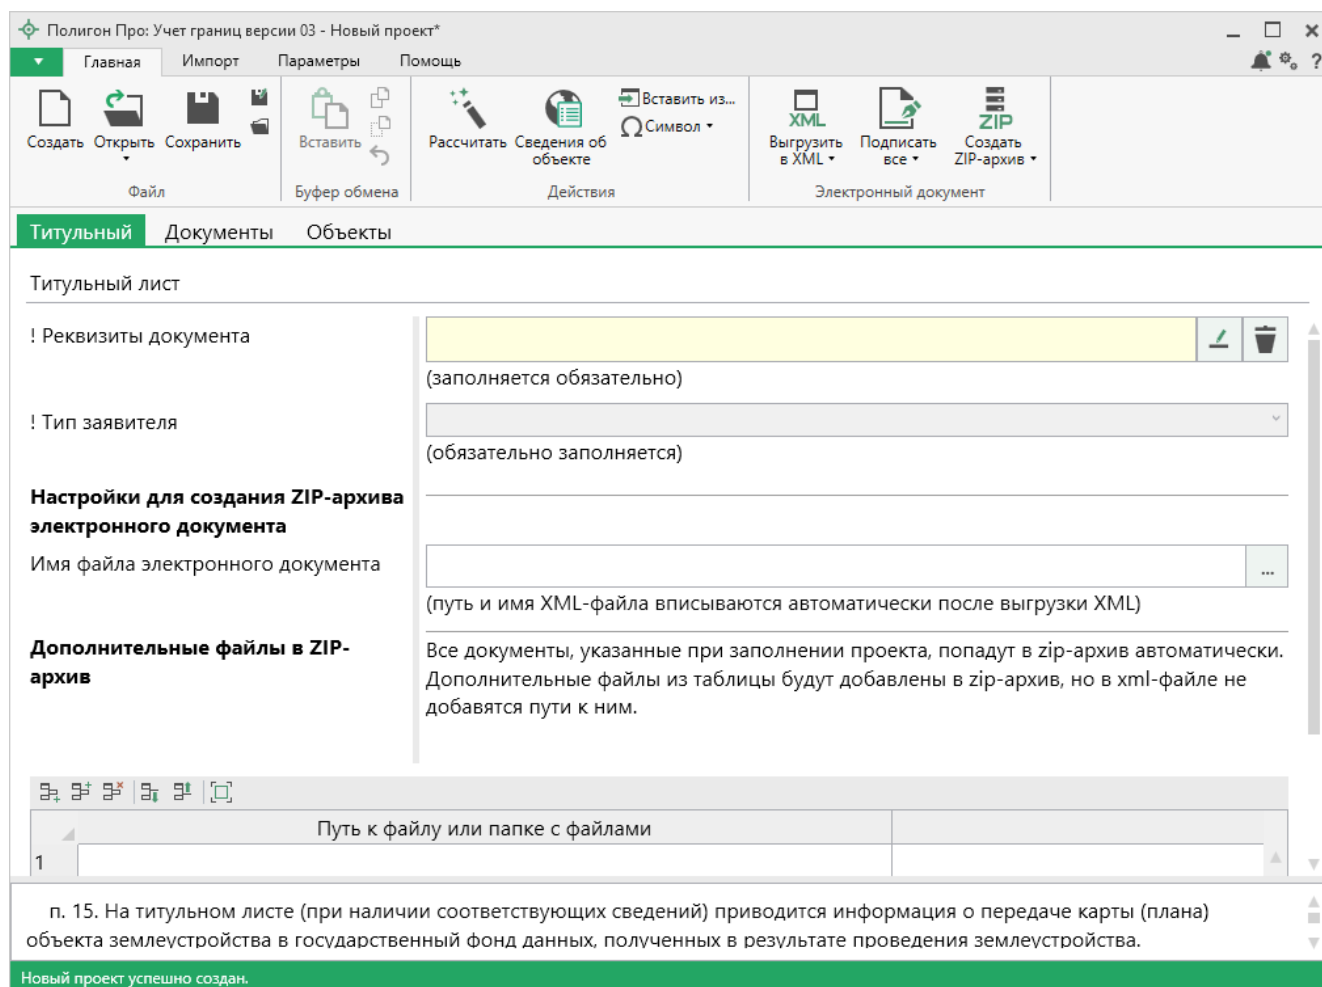 Полигон Про: Учет границ версии 03 - Новый проект*
Главная Импорт Параметры Помощь
?
Создать Открыть Сохранить
Вставить
Рассчитать Сведения об
объекте
Вставить из...
Символ
XML
Выгрузить
в XML
Подписать
все
ZIP
Создать
ZIP-архив
Файл Буфер обмена Действия Электронный документ
Титульный Документы Объекты
Титульный лист
! Реквизиты документа
(заполняется обязательно)
! Тип заявителя
(обязательно заполняется)
Настройки для создания ZIP-архива
электронного документа
Имя файла электронного документа
...
(путь и имя XML-файла вписываются автоматически после выгрузки XML)
Дополнительные файлы в ZIP-
архив
Все документы, указанные при заполнении проекта, попадут в zip-архив автоматически.
Дополнительные файлы из таблицы будут добавлены в zip-архив, но в xml-файле не
добавятся пути к ним.
Путь к файлу или папке с файлами
1
п. 15. На титульном листе (при наличии соответствующих сведений) приводится информация о передаче карты (плана)
объекта землеустройства в государственный фонд данных, полученных в результате проведения землеустройства.
Новый проект успешно создан.